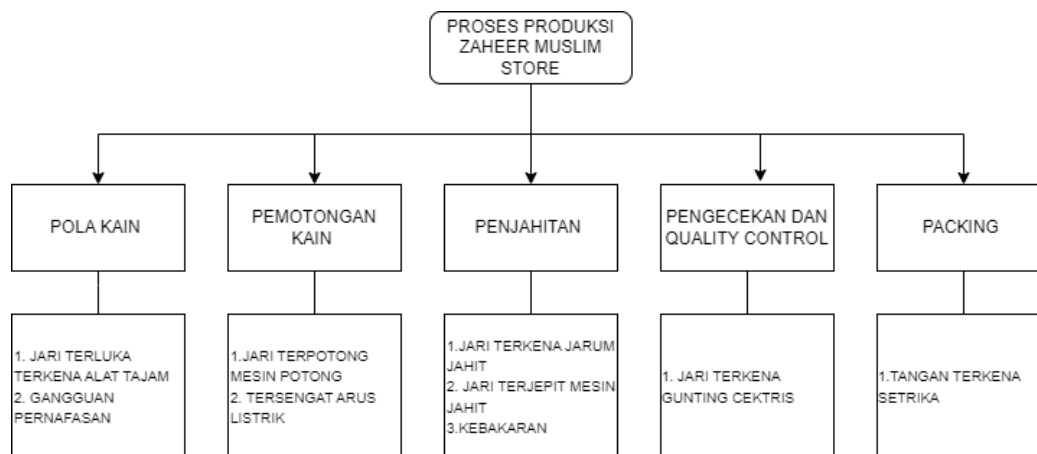 PROSES PRODUKSI
ZAHEER MUSLIM
STORE
POLA KAIN
PEMOTONGAN
KAIN
PENJAHITAN
PENGECEKAN DAN
QUALITY CONTROL
PACKING
1. JARI TERLUKA
TERKENA ALAT TAJAM
2. GANGGUAN
PERNAFASAN
1.JARI TERPOTONG
MESIN POTONG
2. TERSENGAT ARUS
LISTRIK
1.JARI TERKENA JARUM
JAHIT
2. JARI TERJEPIT MESIN
JAHIT
3.KEBAKARAN
1. JARI TERKENA
GUNTING CEKTRIS
1.TANGAN TERKENA
SETRIKA